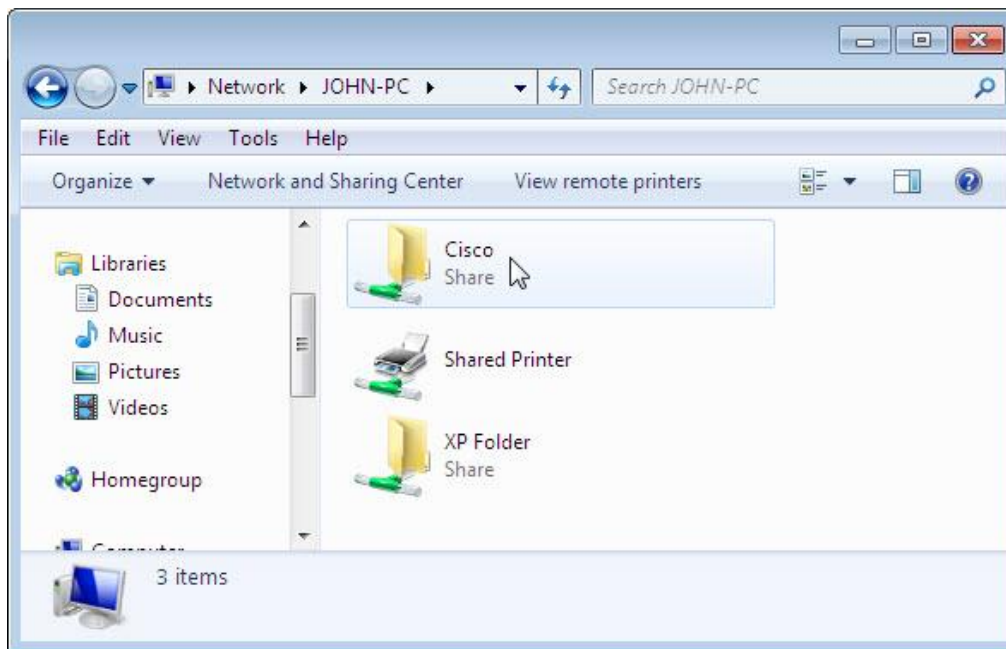 Network JOHN-PC Search JOHN-PC
File Edit View Tools Help
Organize Network and Sharing Center View remote printers
Libraries
Documents
Music
Pictures
Videos
Homegroup
Computer
Cisco
Share
Shared Printer
XP Folder
Share
3 items